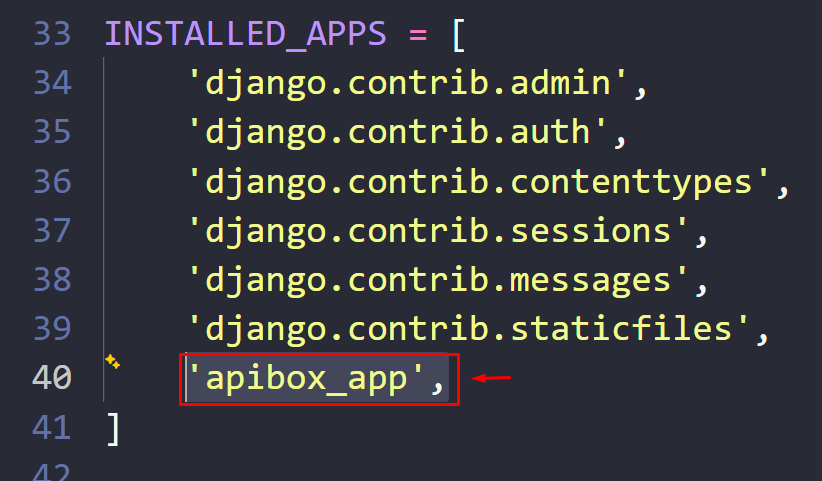 33 INSTALLED_APPS = [
34 'django.contrib.admin',
35 'django.contrib.auth',
36 'django.contrib.contenttypes',
37 'django.contrib.sessions',
38 'django.contrib.messages',
39 'django.contrib.staticfiles',
40 'apibox_app',
41 ]
42